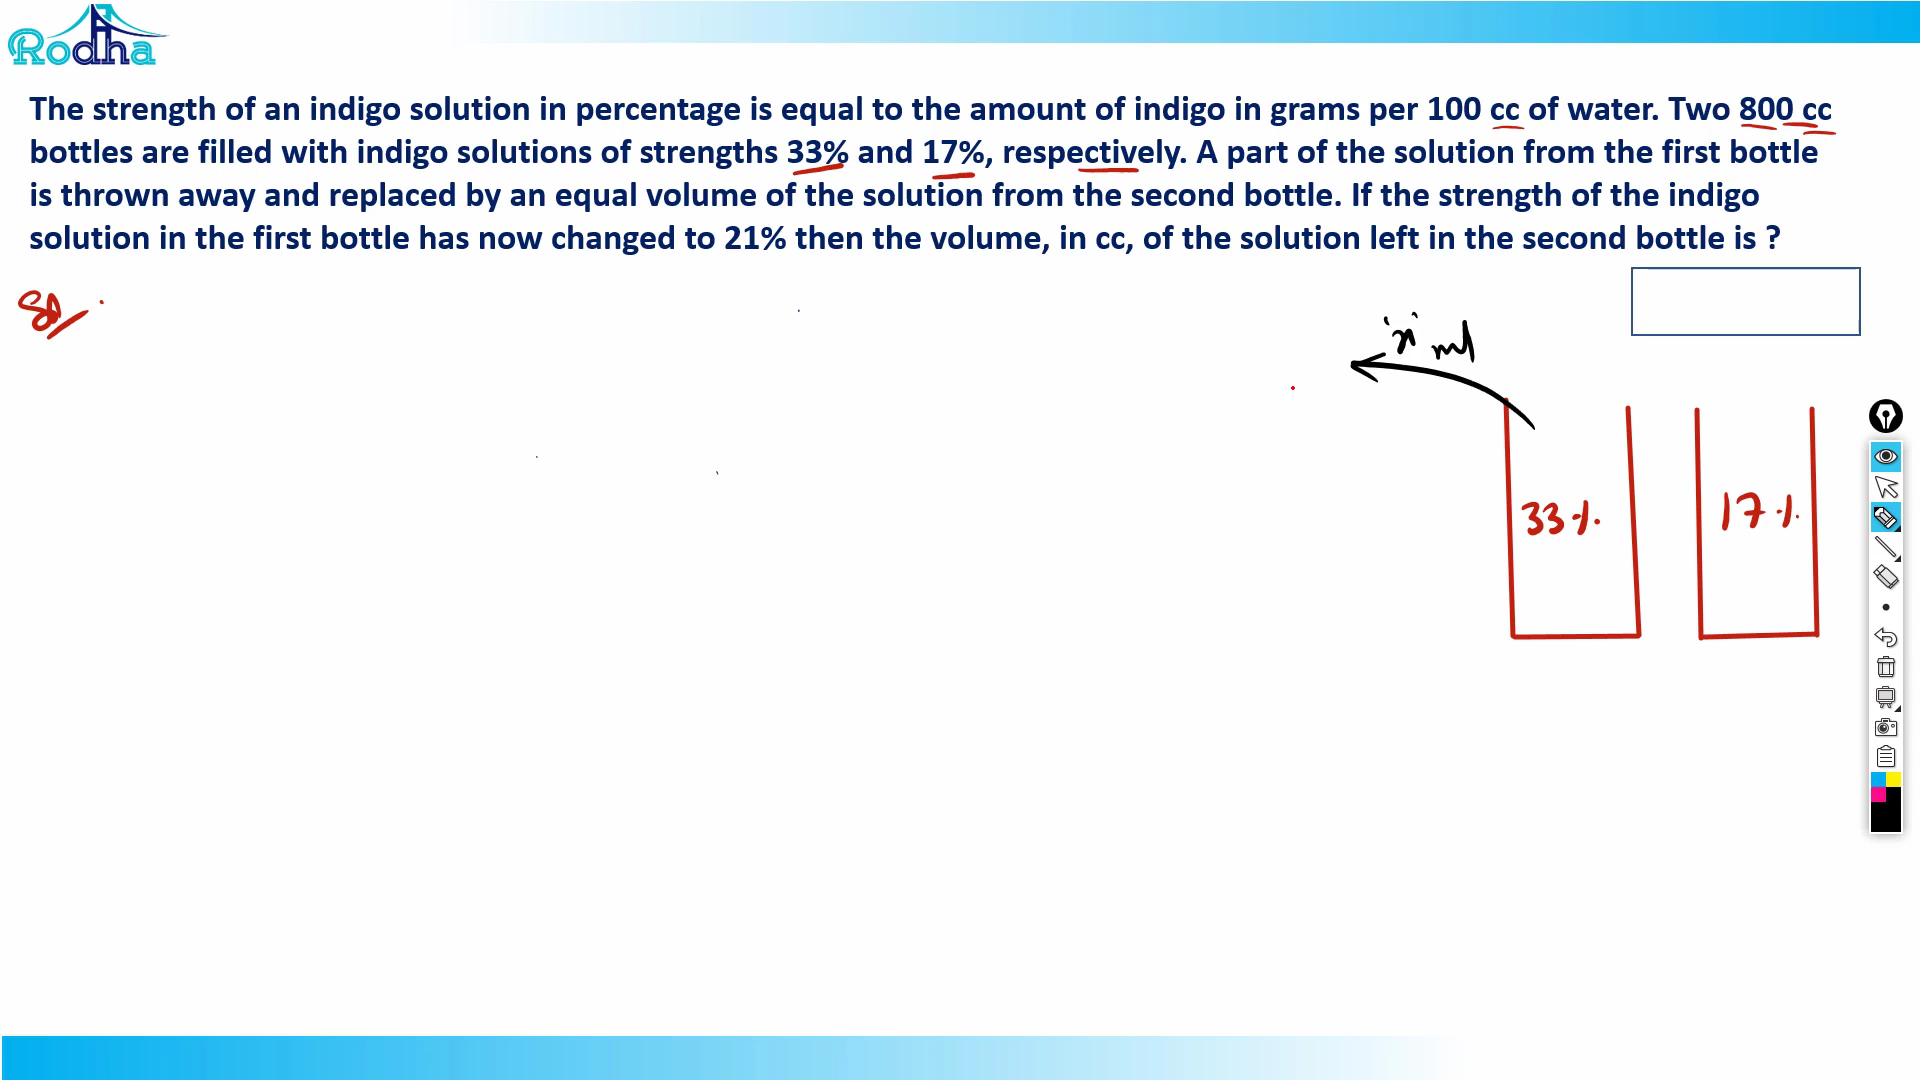 Rodha
The strength of an indigo solution in percentage is equal to the amount of indigo in grams per 100 cc of water. Two 800 cc
bottles are filled with indigo solutions of strengths 33% and 17%, respectively. A part of the solution from the first bottle
is thrown away and replaced by an equal volume of the solution from the second bottle. If the strength of the indigo
solution in the first bottle has now changed to 21% then the volume, in cc, of the solution left in the second bottle is ?
'x' ml
33%
17%